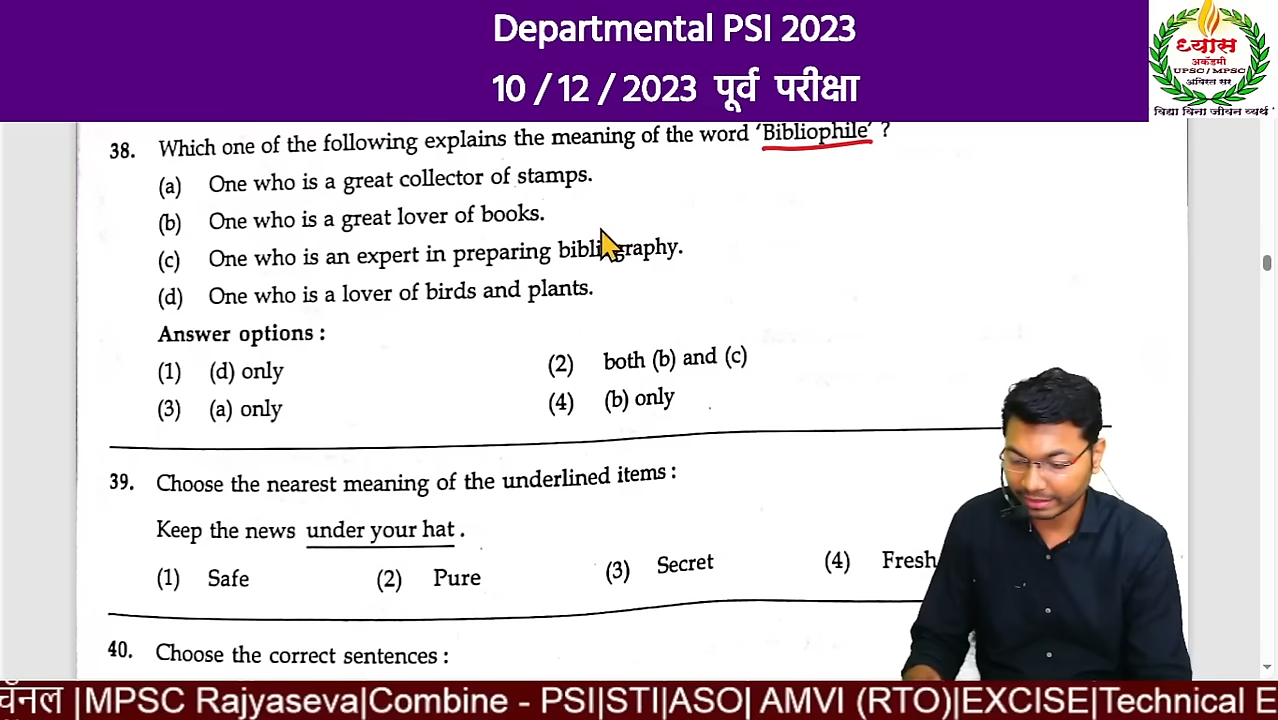 Departmental PSI 2023
10 / 12 / 2023 पूर्व परीक्षा
ध्यास
अकॅडमी
UPSC/MPSC
अविरत सर
विद्या विना जीवन व्यर्थ
38. Which one of the following explains the meaning of the word ‘Bibliophile’ ?
(a) One who is a great collector of stamps.
(b) One who is a great lover of books.
(c) One who is an expert in preparing bibliography.
(d) One who is a lover of birds and plants.
Answer options :
(1) (d) only (2) both (b) and (c)
(3) (a) only (4) (b) only
39. Choose the nearest meaning of the underlined items :
Keep the news under your hat .
(1) Safe (2) Pure (3) Secret (4) Fresh
40. Choose the correct sentences :
चॅनल |MPSC Rajyaseva|Combine - PSI|STI|ASO| AMVI (RTO)|EXCISE|Technical E